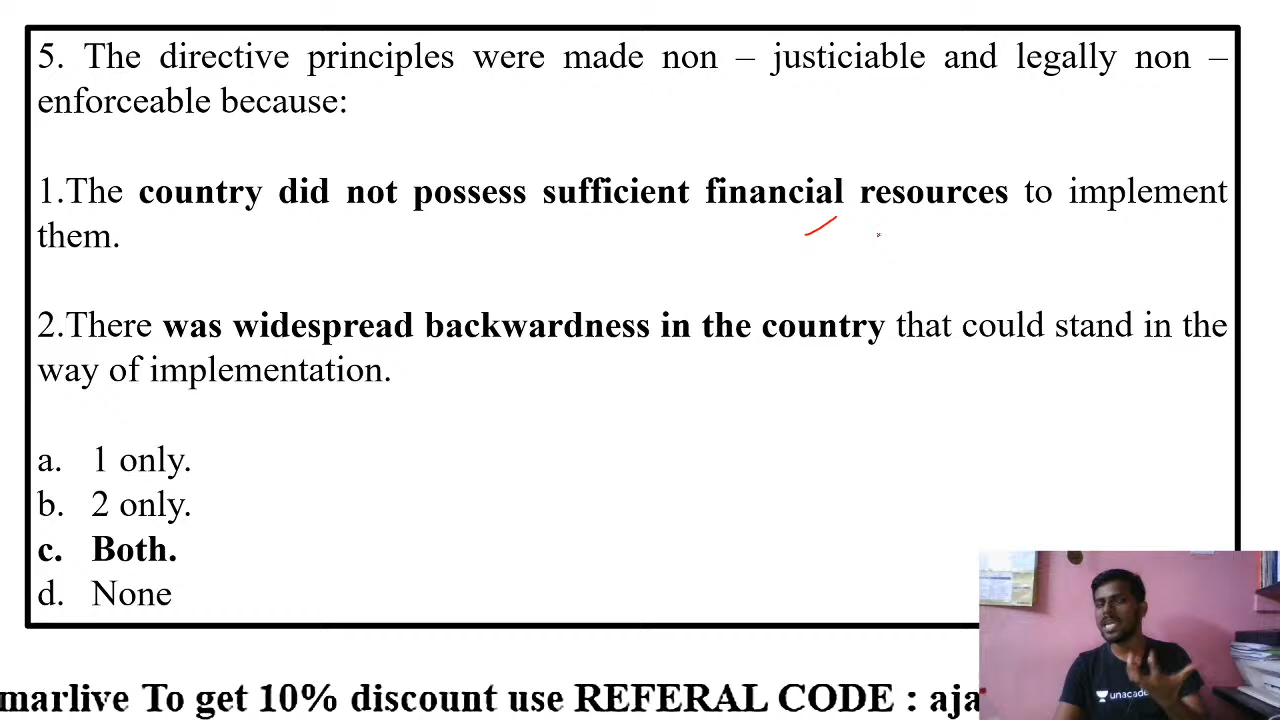 5. The directive principles were made non – justiciable and legally non –
enforceable because:
1.The country did not possess sufficient financial resources to implement
them.
2.There was widespread backwardness in the country that could stand in the
way of implementation.
a. 1 only.
b. 2 only.
c. Both.
d. None
unacade
marlive To get 10% discount use REFERAL CODE : aja